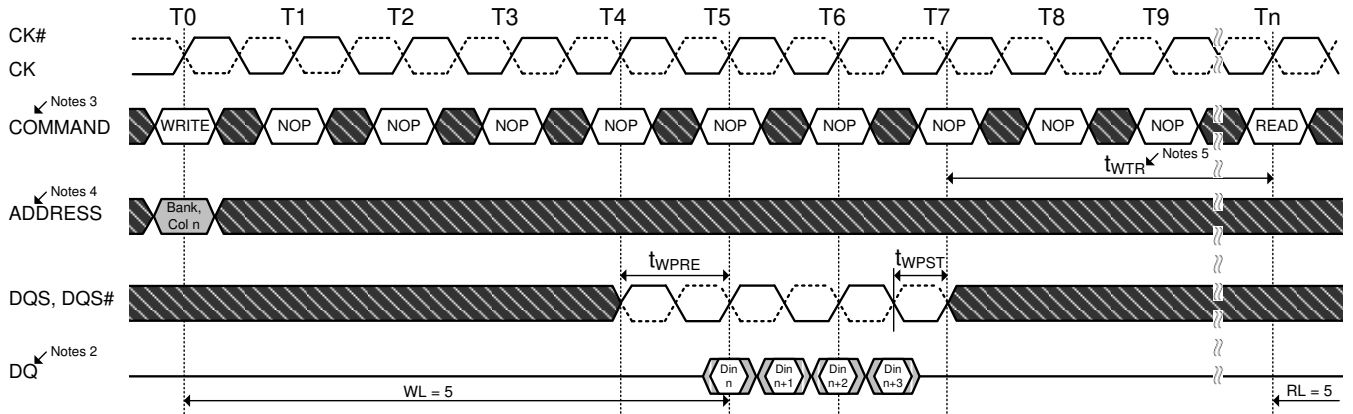 T0 T1 T2 T3 T4 T5 T6 T7 T8 T9 Tn
CK#
CK
Notes 3
COMMAND WRITE NOP NOP NOP NOP NOP NOP NOP NOP NOP READ
tWTR Notes 5
Notes 4
ADDRESS Bank,
Col n
tWPRE tWPST
DQS, DQS#
Notes 2
DQ Din Din Din Din
n n+1 n+2 n+3
WL = 5 RL = 5